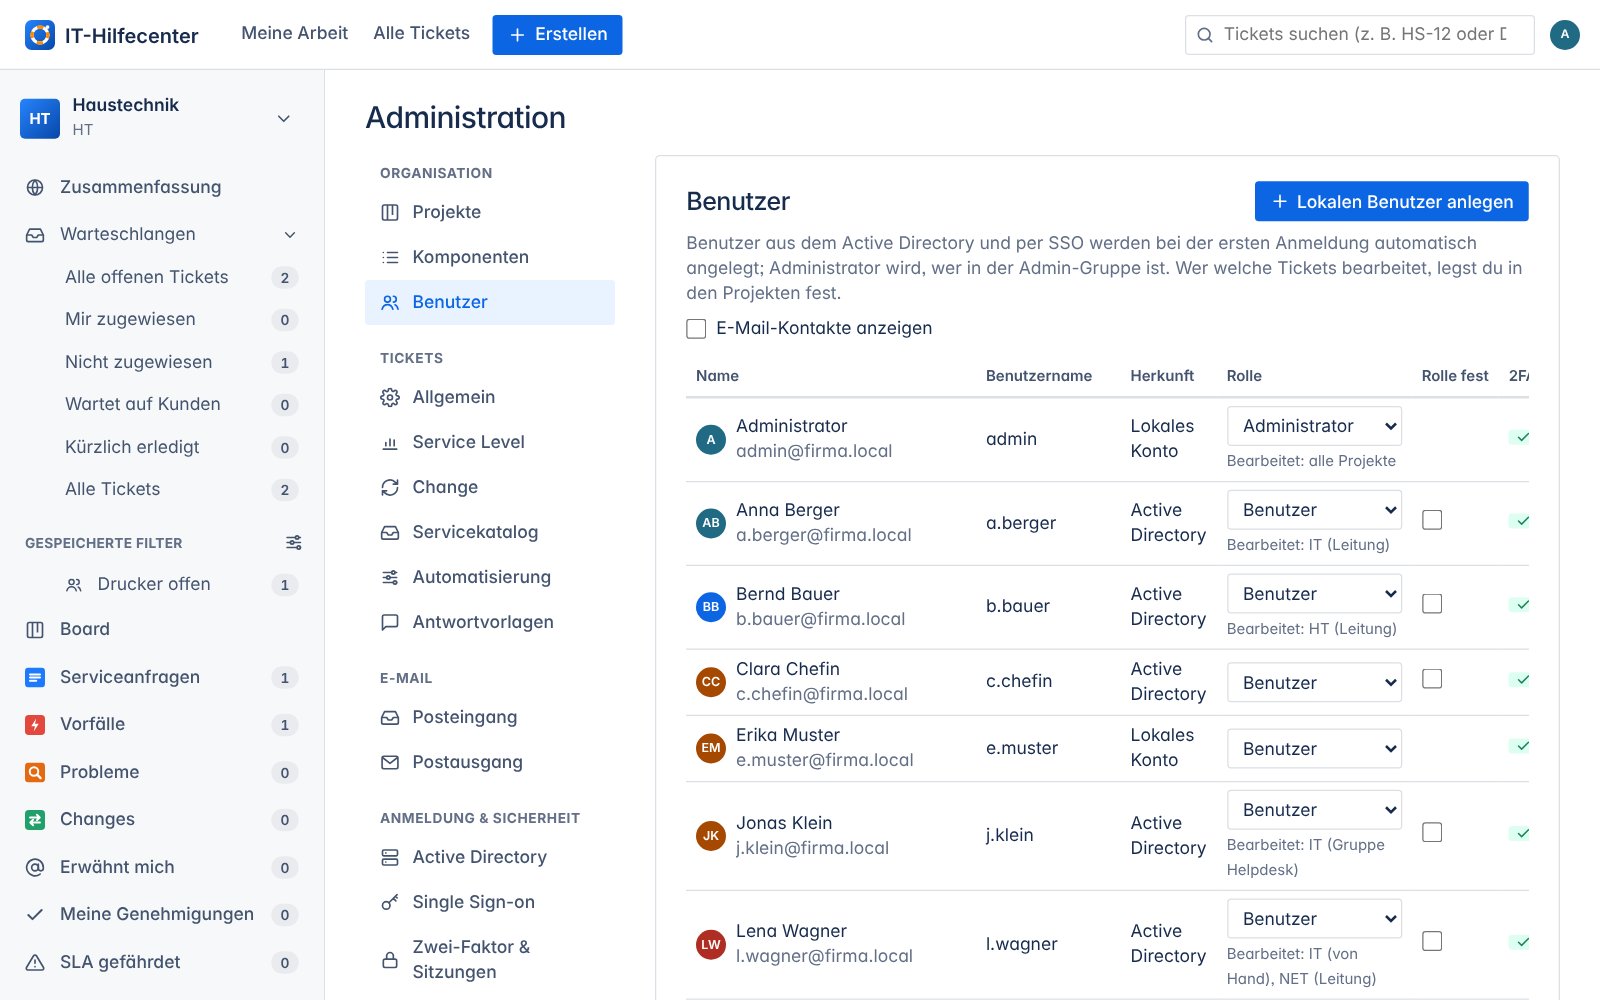 IT-Hilfecenter
Meine Arbeit
Alle Tickets
Erstellen
Tickets suchen (z. B. HS-12 oder
A
HT
Haustechnik
HT
Zusammenfassung
Warteschlangen
Alle offenen Tickets 2
Mir zugewiesen 0
Nicht zugewiesen 1
Wartet auf Kunden 0
Kürzlich erledigt 0
Alle Tickets 2
GESPEICHERTE FILTER
Drucker offen 1
Board
Serviceanfragen 1
Vorfälle 1
Probleme 0
Changes 0
Erwähnt mich 0
Meine Genehmigungen 0
SLA gefährdet 0
Administration
ORGANISATION
Projekte
Komponenten
Benutzer
TICKETS
Allgemein
Service Level
Change
Servicekatalog
Automatisierung
Antwortvorlagen
E-MAIL
Posteingang
Postausgang
ANMELDUNG & SICHERHEIT
Active Directory
Single Sign-on
Zwei-Faktor &
Sitzungen
Benutzer
Lokalen Benutzer anlegen
Benutzer aus dem Active Directory und per SSO werden bei der ersten Anmeldung automatisch
angelegt; Administrator wird, wer in der Admin-Gruppe ist. Wer welche Tickets bearbeitet, legst du in
den Projekten fest.
E-Mail-Kontakte anzeigen
Name Benutzername Herkunft Rolle Rolle fest
A
Administrator
admin@firma.local
admin
Lokales
Konto
Administrator
Bearbeitet: alle Projekte
AB
Anna Berger
a.berger@firma.local
a.berger
Active
Directory
Benutzer
Bearbeitet: IT (Leitung)
BB
Bernd Bauer
b.bauer@firma.local
b.bauer
Active
Directory
Benutzer
Bearbeitet: HT (Leitung)
CC
Clara Chefin
c.chefin@firma.local
c.chefin
Active
Directory
Benutzer
EM
Erika Muster
e.muster@firma.local
e.muster
Lokales
Konto
Benutzer
JK
Jonas Klein
j.klein@firma.local
j.klein
Active
Directory
Benutzer
Bearbeitet: IT (Gruppe
Helpdesk)
LW
Lena Wagner
l.wagner@firma.local
l.wagner
Active
Directory
Benutzer
Bearbeitet: IT (von
Hand), NET (Leitung)